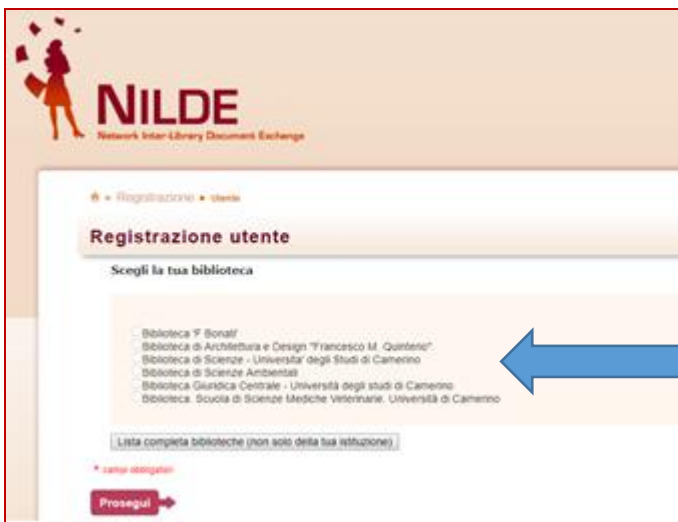 NILDE
Network Inter-Library Document Exchange
Registrazione Utente
Registrazione utente
Scegli la tua biblioteca
Biblioteca 'F Bonati'
Biblioteca di Architettura e Design "Francesco M. Quinterio".
Biblioteca di Scienze - Universita' degli Studi di Camerino
Biblioteca di Scienze Ambientali
Biblioteca Giuridica Centrale - Università degli studi di Camerino
Biblioteca. Scuola di Scienze Mediche Veterinarie. Università di Camerino
Lista completa biblioteche (non solo della tua istituzione)
* campi obbligatori
Prosegui